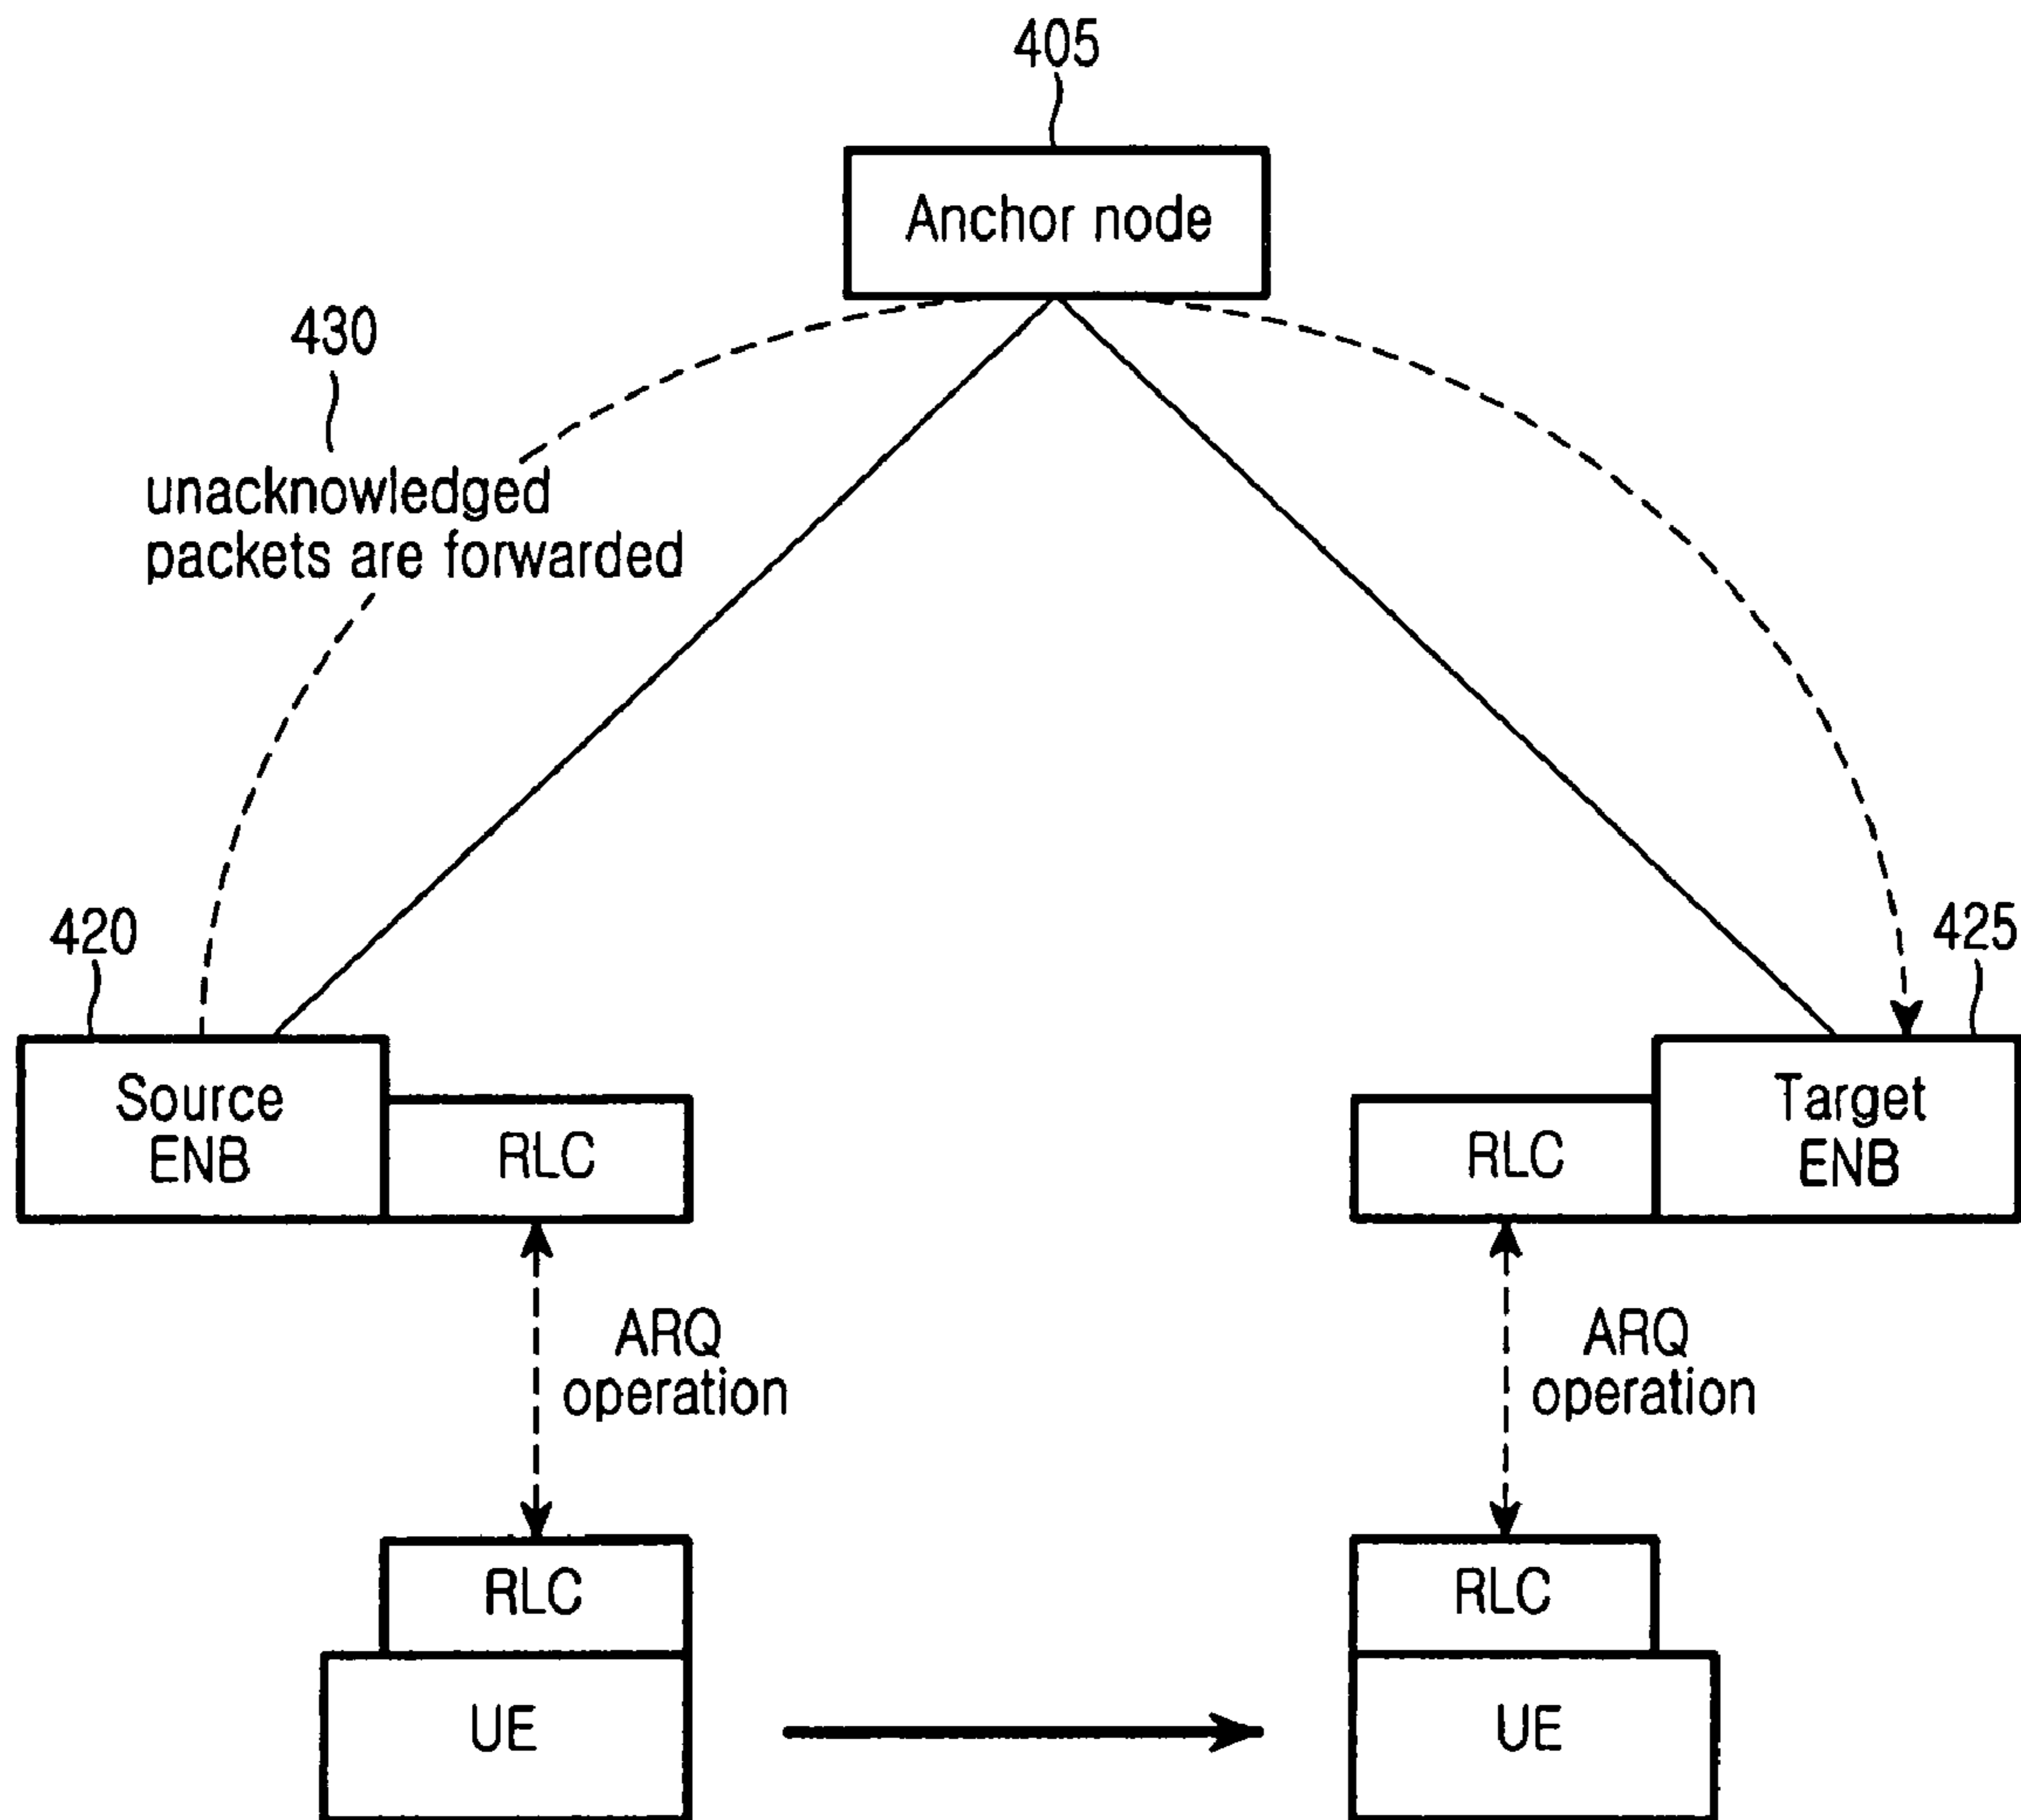 405
Anchor node
430
unacknowledged
packets are forwarded
420
425
Source
ENB
RLC
RLC
Target
ENB
ARQ
operation
ARQ
operation
RLC
RLC
UE
UE